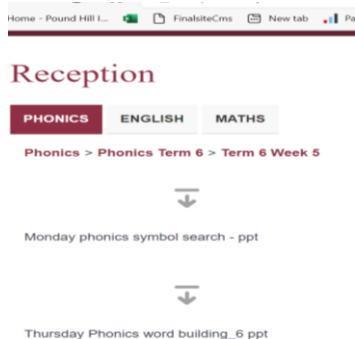 Home - Pound Hill I... FinalsiteCms New tab Pa
Reception
PHONICS ENGLISH MATHS
Phonics > Phonics Term 6 > Term 6 Week 5
Monday phonics symbol search - ppt
Thursday Phonics word building_6 ppt